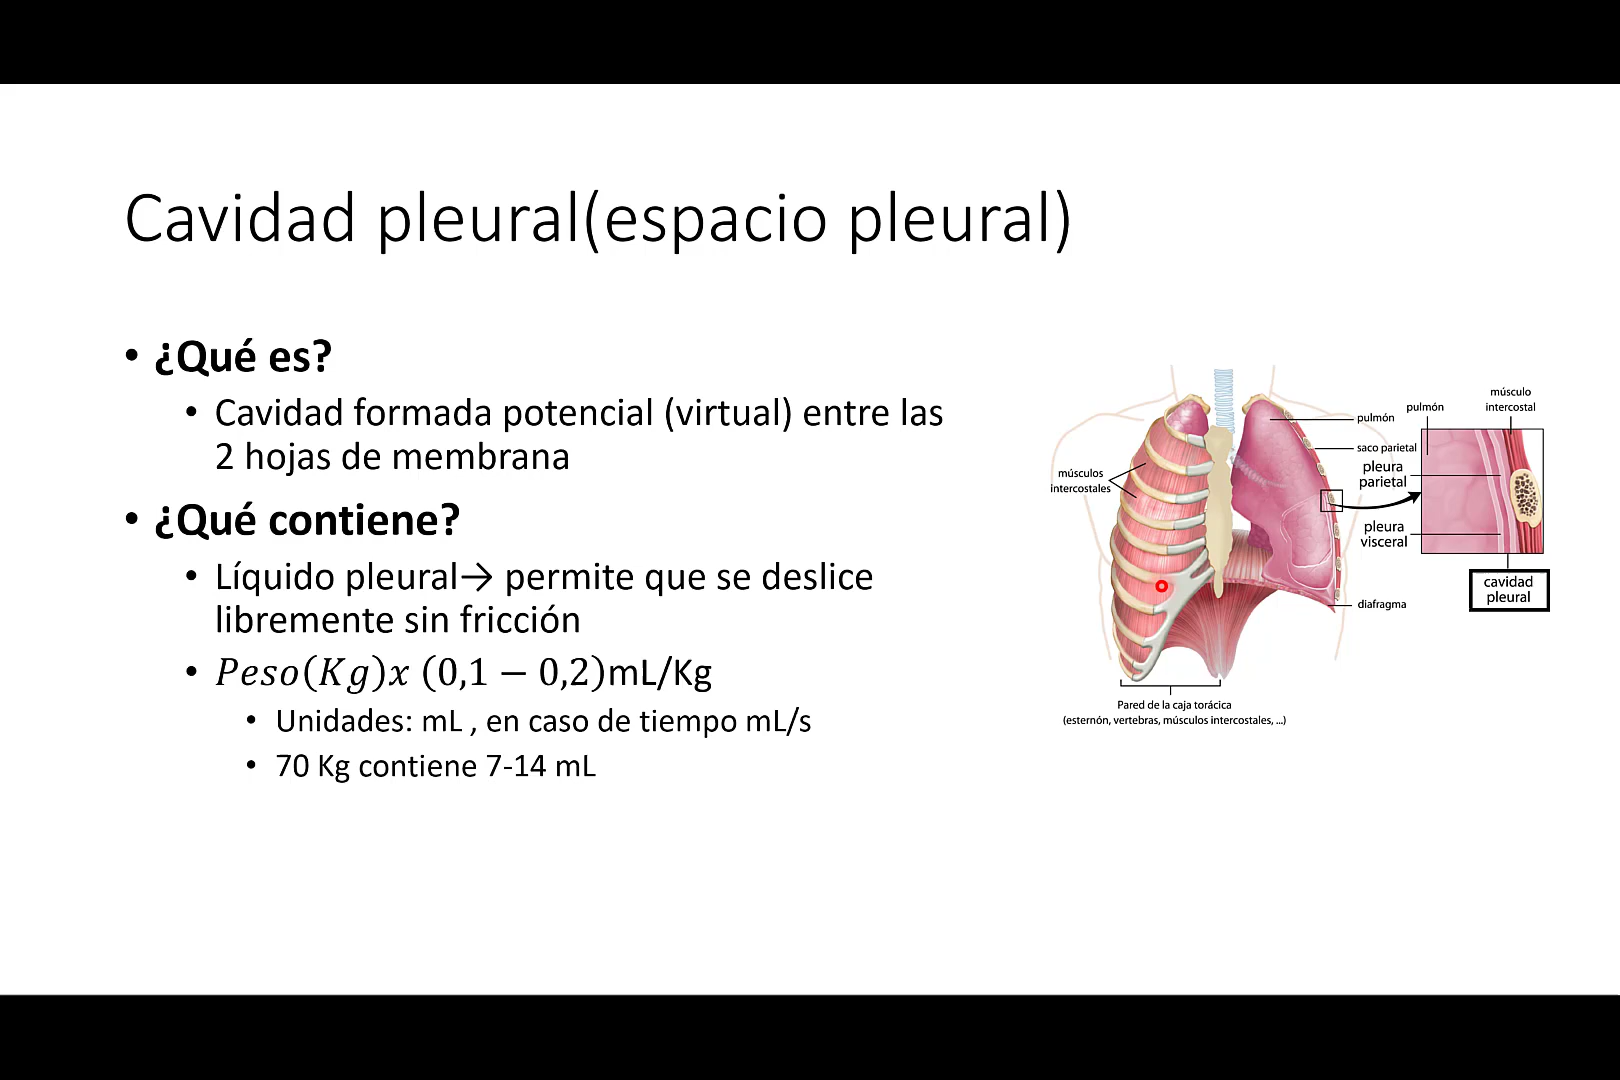 Cavidad pleural(espacio pleural)
• ¿Qué es?
• Cavidad formada potencial (virtual) entre las
2 hojas de membrana
• ¿Qué contiene?
• Líquido pleural→ permite que se deslice
libremente sin fricción
• Peso(Kg)x (0,1 − 0,2)mL/Kg
• Unidades: mL , en caso de tiempo mL/s
• 70 Kg contiene 7-14 mL
músculos
intercostales
pulmón
saco parietal
pleura
parietal
pleura
visceral
diafragma
pulmón
músculo
intercostal
cavidad
pleural
Pared de la caja torácica
(esternón, vertebras, músculos intercostales, ...)